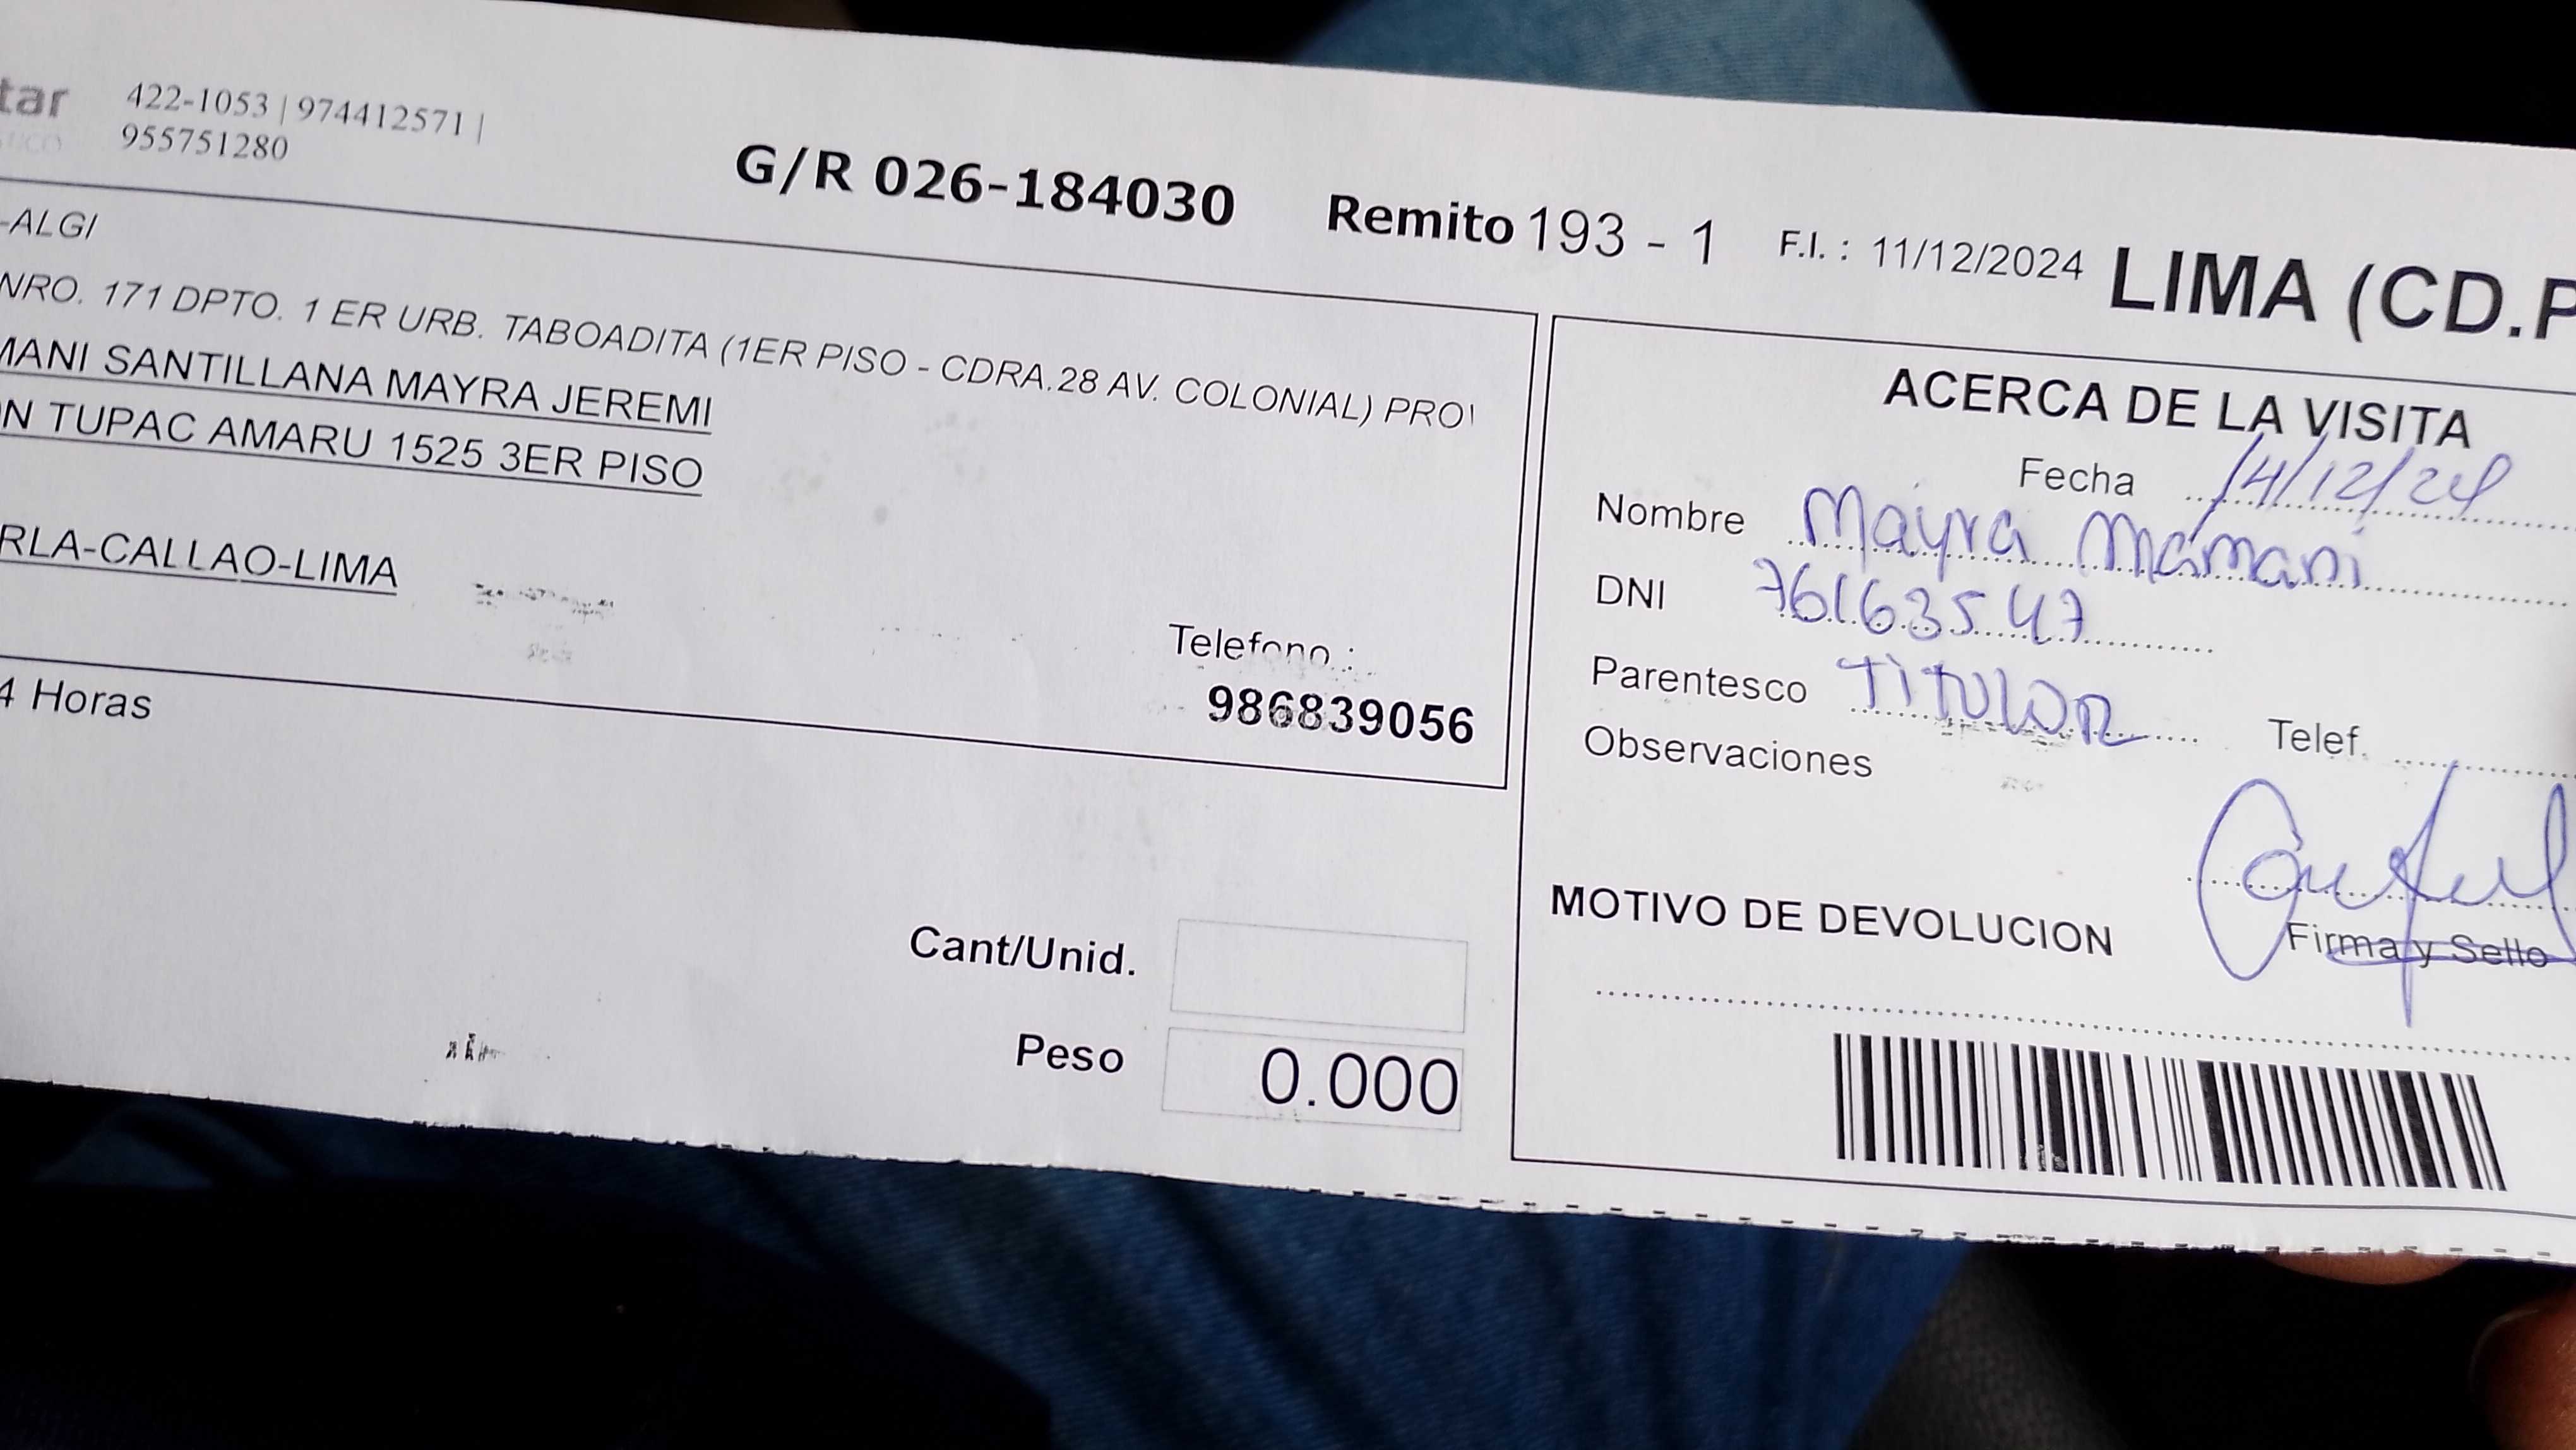 tar 422-1053 | 974412571 |
955751280
G/R 026-184030 Remito 193 - 1 F.I. : 11/12/2024 LIMA (CD.P
-ALGI
NRO. 171 DPTO. 1 ER URB. TABOADITA (1ER PISO - CDRA.28 AV. COLONIAL) PRO
MANI SANTILLANA MAYRA JEREMI
ON TUPAC AMARU 1525 3ER PISO
RLA-CALLAO-LIMA
Telefono :
986839056
4 Horas
Cant/Unid.
Peso 0.000
ACERCA DE LA VISITA
Fecha 14/12/24
Nombre Mayra Mamani
DNI 76163547
Parentesco TiTULAR Telef.
Observaciones
MOTIVO DE DEVOLUCION
Firma y Sello